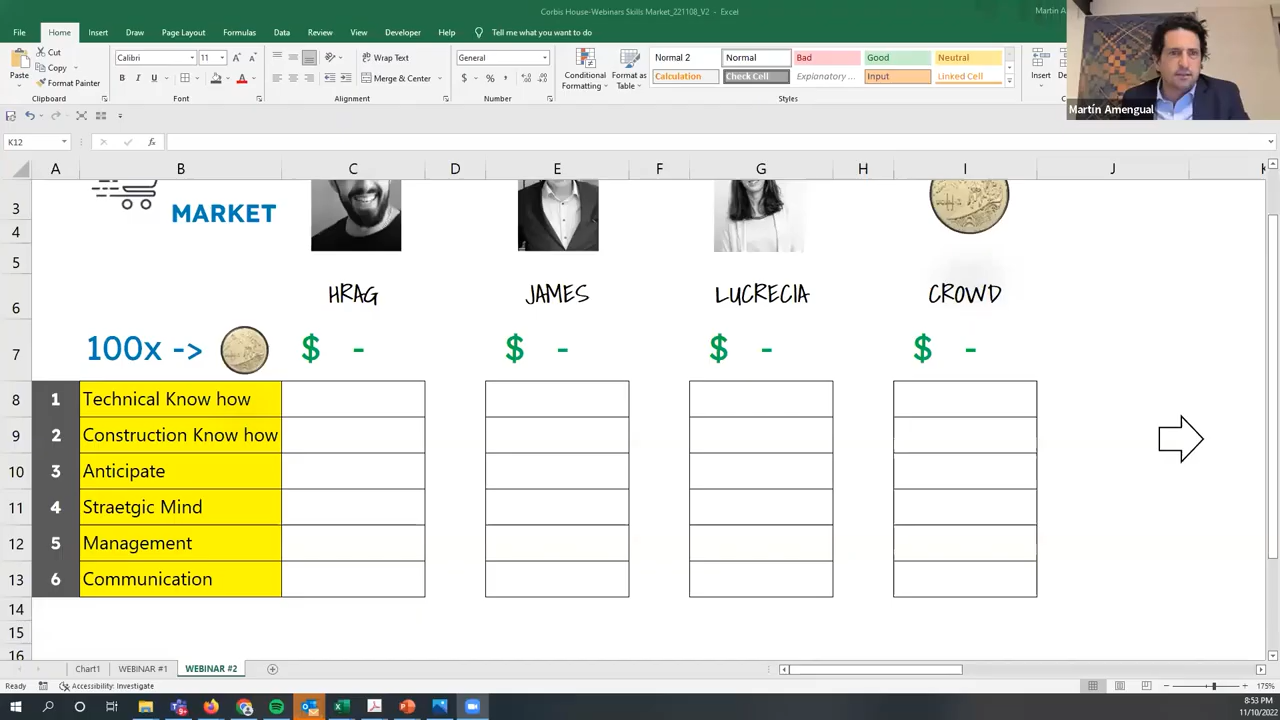 Corbis House-Webinars Skills Market_221108_V2 - Excel
Martín A
File Home Insert Draw Page Layout Formulas Data Review View Developer Help Tell me what you want to do
Cut
Copy
Format Painter
Paste
Clipboard
Calibri 11
B I U
Font
Wrap Text
Merge & Center
Alignment
General
$ % ,
Number
Conditional Formatting
Format as Table
Normal 2 Normal Bad Good Neutral
Calculation Check Cell Explanatory ... Input Linked Cell
Styles
Insert
Martín Amengual
K12 fx
A B C D E F G H I J K
3 MARKET
4
5
6 HRAG JAMES LUCRECIA CROWD
7 100x -> $ - $ - $ - $ -
8 1 Technical Know how
9 2 Construction Know how
10 3 Anticipate
11 4 Straetgic Mind
12 5 Management
13 6 Communication
14
15
16
Chart1 WEBINAR #1 WEBINAR #2
Ready Accessibility: Investigate 175%
8:53 PM
11/10/2022